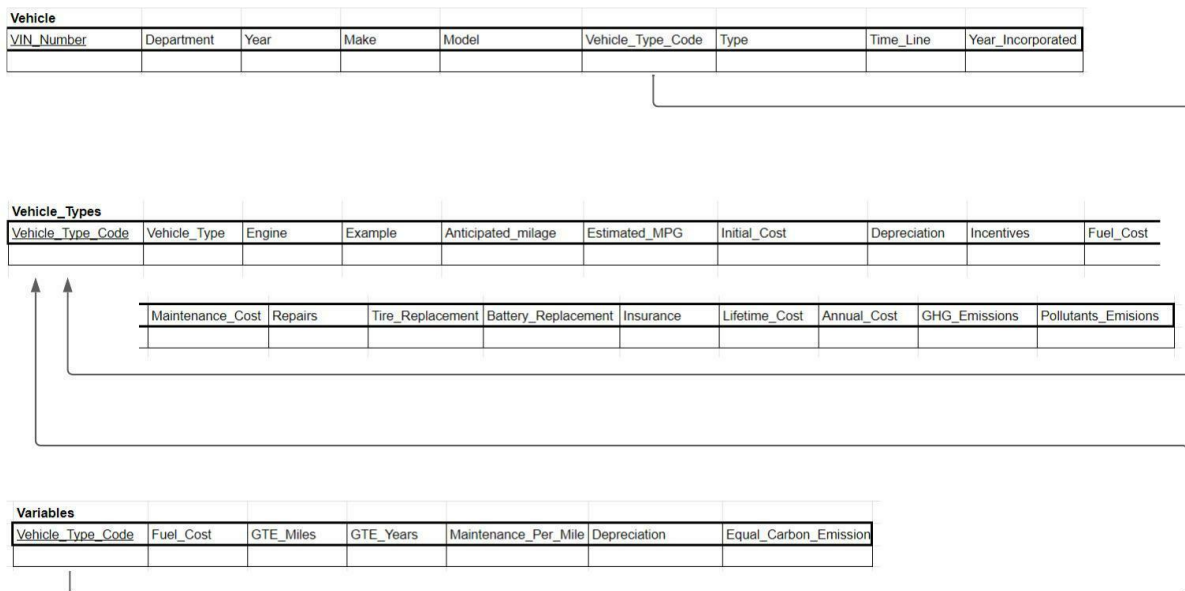 Vehicle
VIN_Number Department Year Make Model Vehicle_Type_Code Type Time_Line Year_Incorporated
Vehicle_Types
Vehicle_Type_Code Vehicle_Type Engine Example Anticipated_milage Estimated_MPG Initial_Cost Depreciation Incentives Fuel_Cost
Maintenance_Cost Repairs Tire_Replacement Battery_Replacement Insurance Lifetime_Cost Annual_Cost GHG_Emissions Pollutants_Emisions
Variables
Vehicle_Type_Code Fuel_Cost GTE_Miles GTE_Years Maintenance_Per_Mile Depreciation Equal_Carbon_Emission